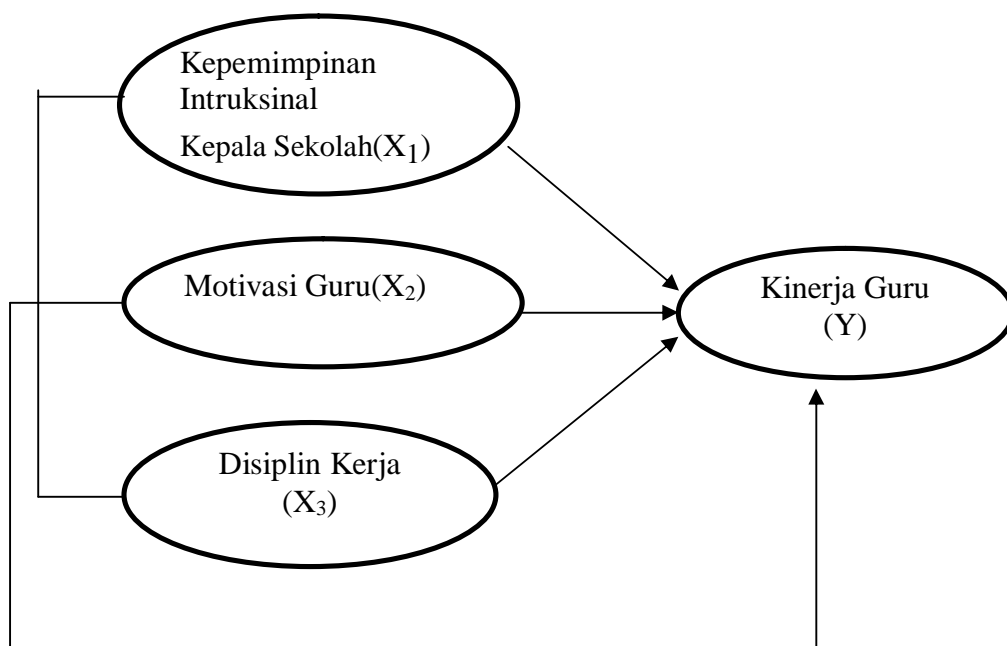 Kepemimpinan
Intruksinal
Kepala Sekolah(X₁)
Motivasi Guru(X₂)
Kinerja Guru
(Y)
Disiplin Kerja
(X₃)